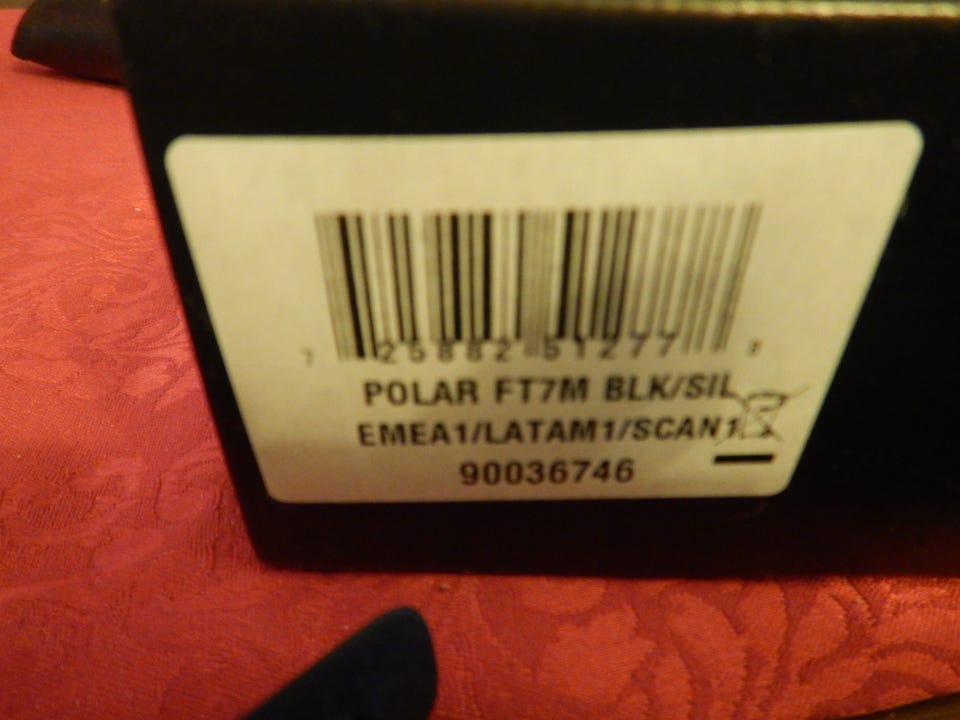 7 25882 51277 8
POLAR FT7M BLK/SIL
EMEA1/LATAM1/SCAN1
90036746